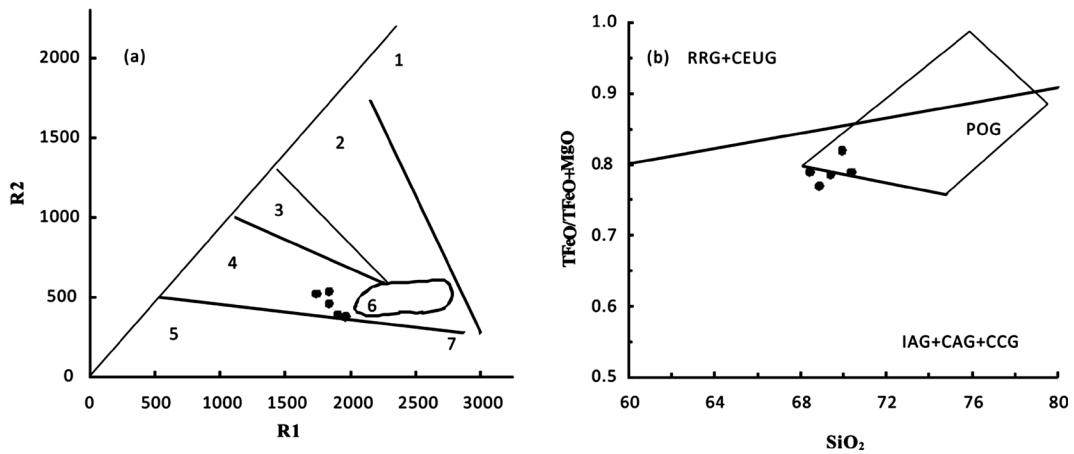 (a)
1
2
3
4
5
6
7
2000
1500
1000
500
0
R2
0 500 1000 1500 2000 2500 3000
R1
(b) RRG+CEUG
POG
IAG+CAG+CCG
1.0
0.9
0.8
0.7
0.6
0.5
TFeO/TFeO+MgO
60 64 68 72 76 80
SiO₂